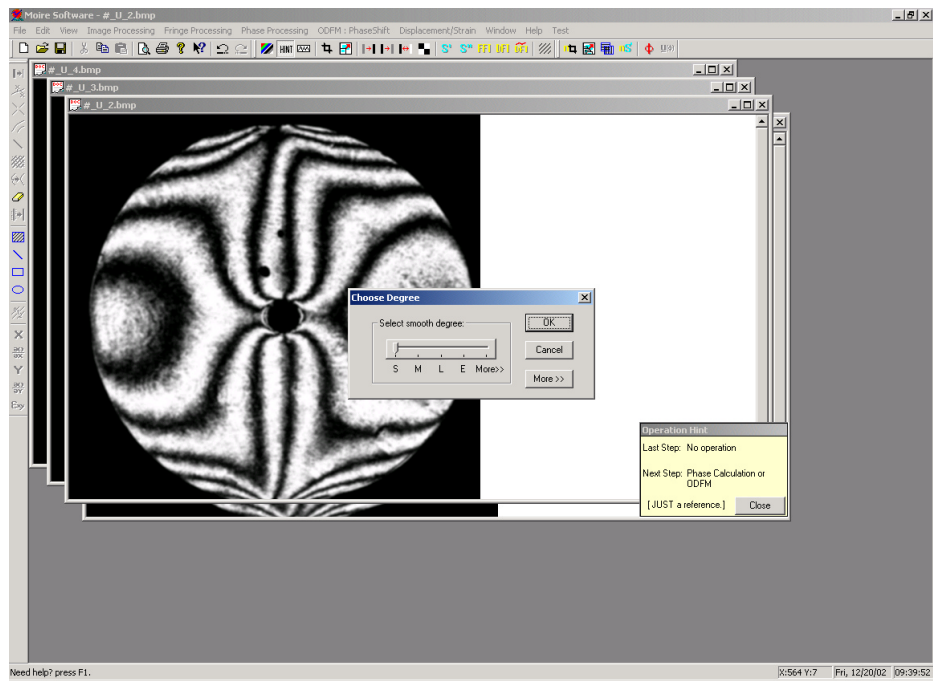 Moire Software - #_U_2.bmp
File Edit View Image Processing Fringe Processing Phase Processing ODFM : PhaseShift Displacement/Strain Window Help Test
HNT
#_U_4.bmp
#_U_3.bmp
#_U_2.bmp
Choose Degree
Select smooth degree:
OK
Cancel
S M L E More>>
More >>
Operation Hint
Last Step: No operation
Next Step: Phase Calculation or
ODFM
[JUST a reference.] Close
X
Y
Exy
Need help? press F1.
X:564 Y:7 Fri, 12/20/02 09:39:52